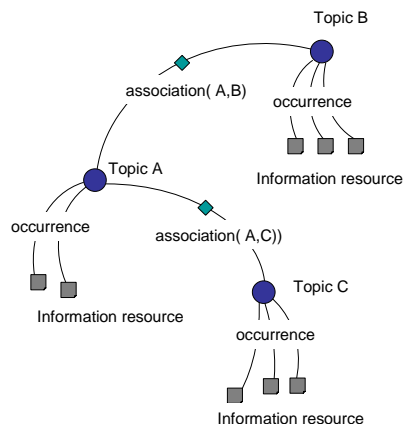 Topic B
association( A,B)
occurrence
Topic A
Information resource
occurrence
association( A,C))
Topic C
Information resource
occurrence
Information resource